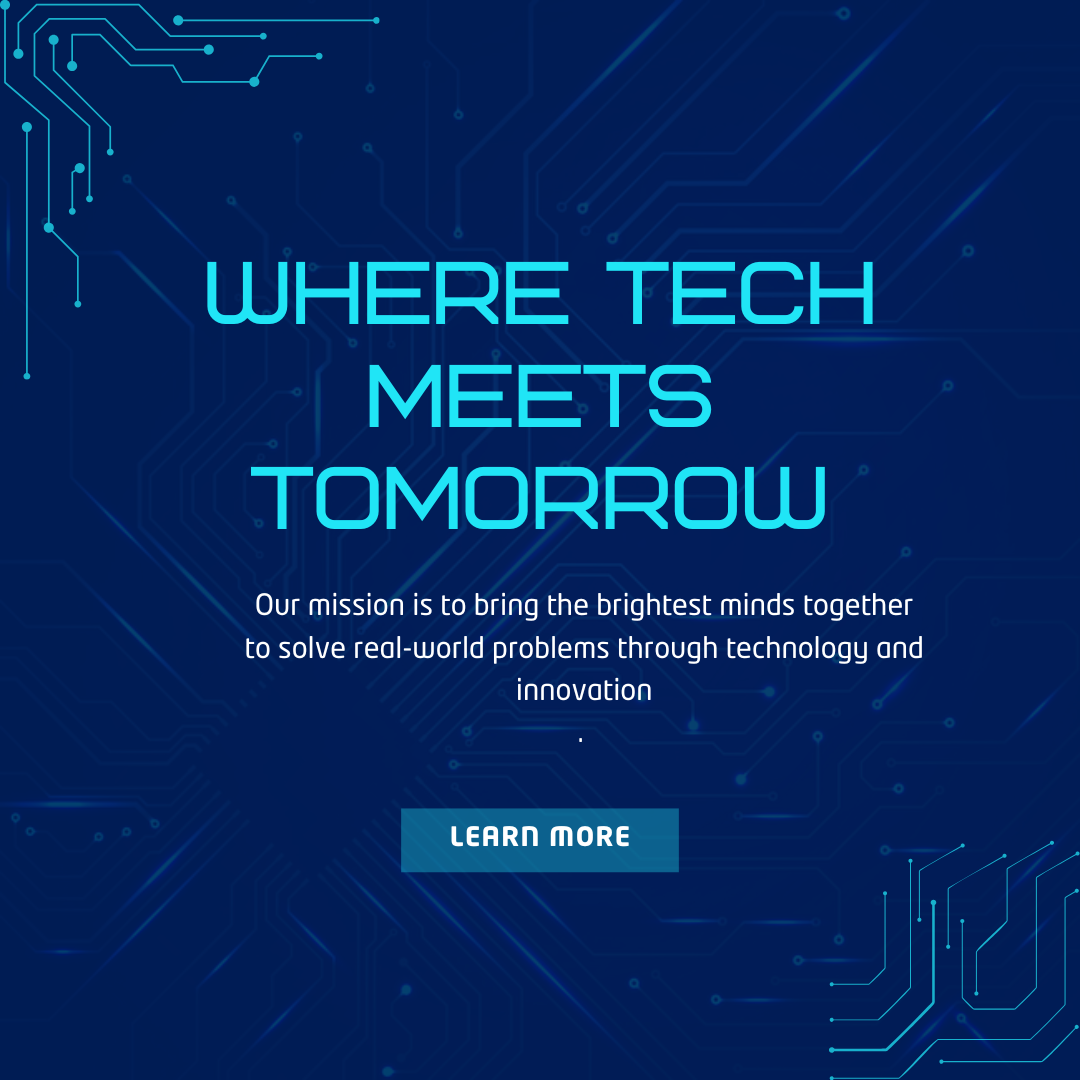 WHERE TECH
MEETS
TOMORROW
Our mission is to bring the brightest minds together
to solve real-world problems through technology and
innovation
.
LEARN MORE